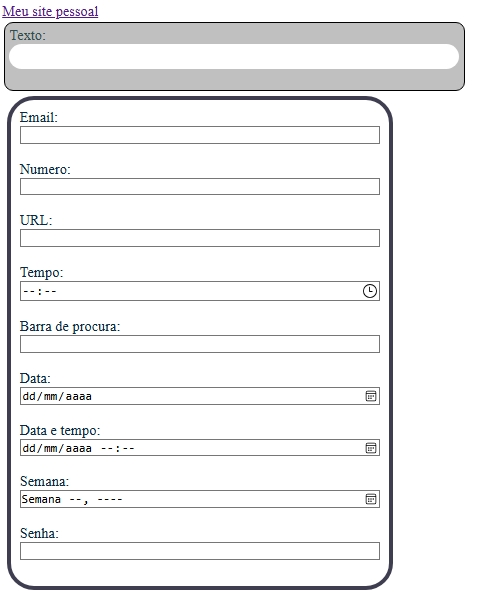 Meu site pessoal
Texto:
Email:
Numero:
URL:
Tempo:
--:--
Barra de procura:
Data:
dd/mm/aaaa
Data e tempo:
dd/mm/aaaa --:--
Semana:
Semana --, ----
Senha: